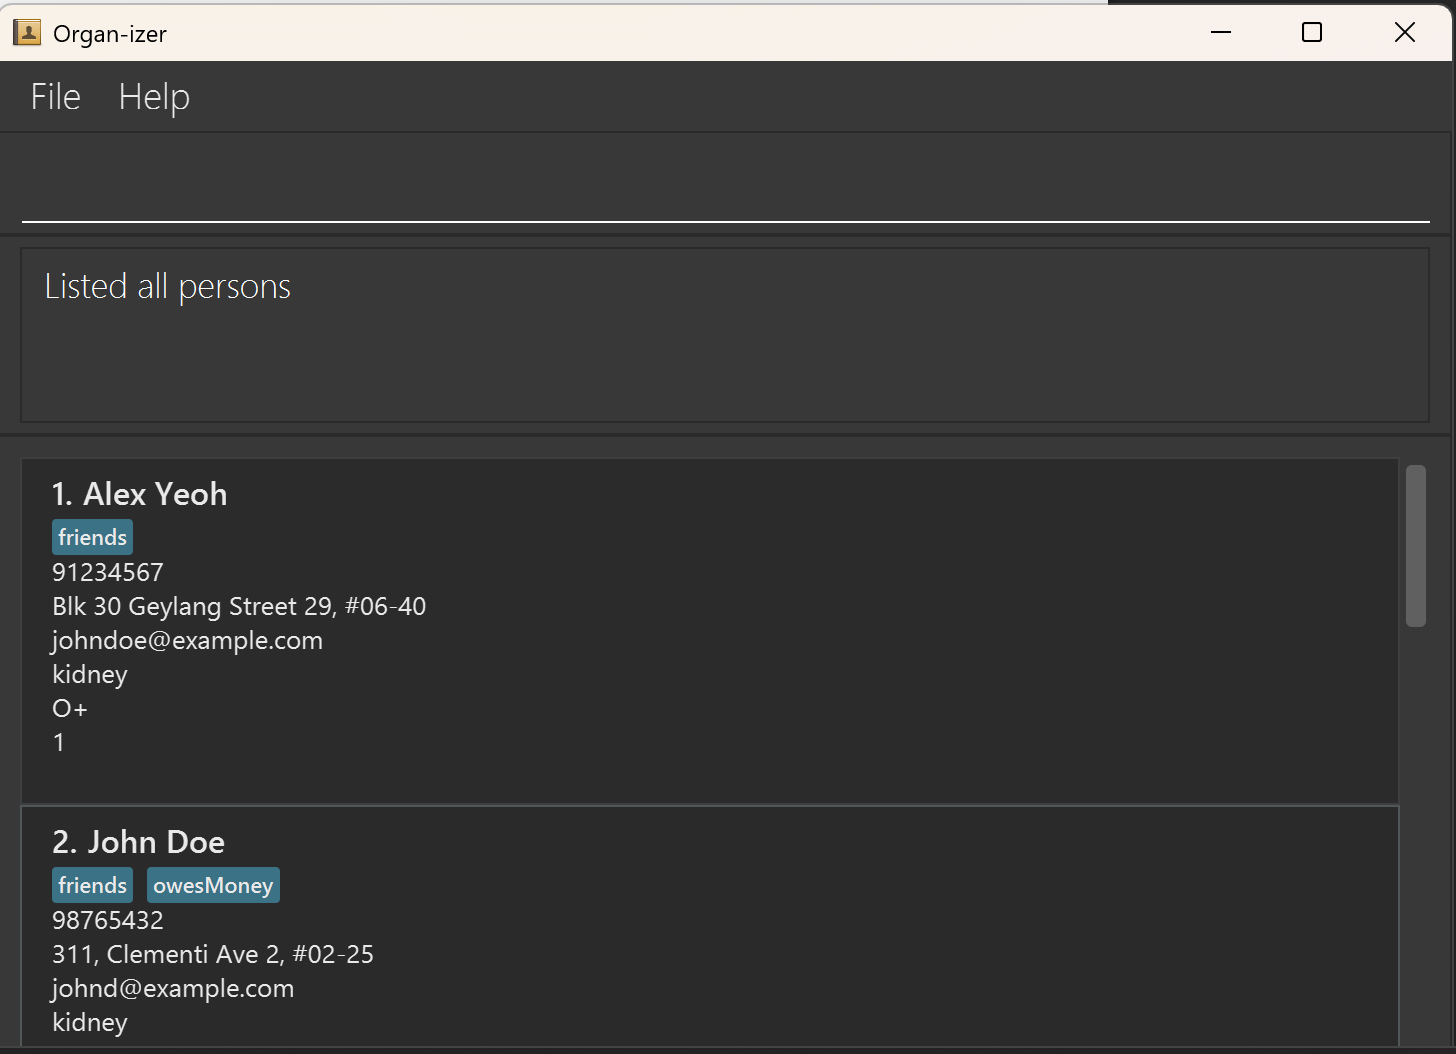 Organ-izer
File Help
Listed all persons
1. Alex Yeoh
friends
91234567
Blk 30 Geylang Street 29, #06-40
johndoe@example.com
kidney
O+
1
2. John Doe
friends owesMoney
98765432
311, Clementi Ave 2, #02-25
johnd@example.com
kidney